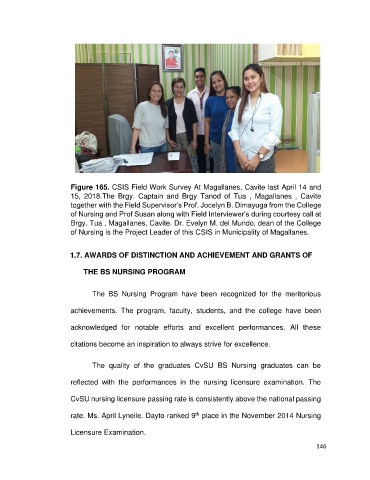 Figure 165. CSIS Field Work Survey At Magallanes, Cavite last April 14 and
15, 2018.The Brgy. Captain and Brgy Tanod of Tua , Magallanes , Cavite
together with the Field Supervisor's Prof. Jocelyn B. Dimayuga from the College
of Nursing and Prof Susan along with Field Interviewer's during courtesy call at
Brgy. Tua , Magallanes, Cavite. Dr. Evelyn M. del Mundo, dean of the College
of Nursing is the Project Leader of this CSIS in Municipality of Magallanes.
1.7. AWARDS OF DISTINCTION AND ACHIEVEMENT AND GRANTS OF
THE BS NURSING PROGRAM
The BS Nursing Program have been recognized for the meritorious
achievements. The program, faculty, students, and the college have been
acknowledged for notable efforts and excellent performances. All these
citations become an inspiration to always strive for excellence.
The quality of the graduates CvSU BS Nursing graduates can be
reflected with the performances in the nursing licensure examination. The
CvSU nursing licensure passing rate is consistently above the national passing
rate. Ms. April Lynelle. Dayto ranked 9th place in the November 2014 Nursing
Licensure Examination.
146